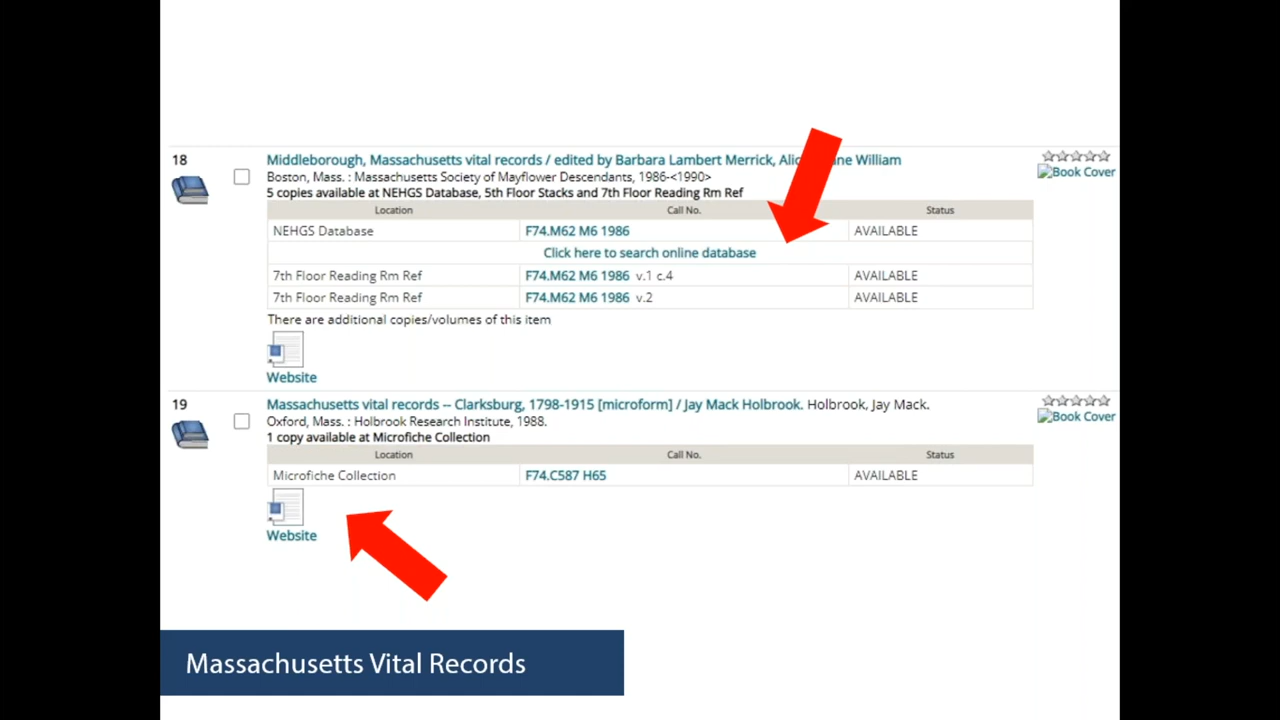 18
Middleborough, Massachusetts vital records / edited by Barbara Lambert Merrick, William
Boston, Mass. : Massachusetts Society of Mayflower Descendants, 1986-<1990>
5 copies available at NEHGS Database, 5th Floor Stacks and 7th Floor Reading Rm Ref
Book Cover
Location Call No. Status
NEHGS Database F74.M62 M6 1986 AVAILABLE
Click here to search online database
7th Floor Reading Rm Ref F74.M62 M6 1986 v.1 c.4 AVAILABLE
7th Floor Reading Rm Ref F74.M62 M6 1986 v.2 AVAILABLE
There are additional copies/volumes of this item
Website
19
Massachusetts vital records -- Clarksburg, 1798-1915 [microform] / Jay Mack Holbrook. Holbrook, Jay Mack.
Oxford, Mass. : Holbrook Research Institute, 1988.
1 copy available at Microfiche Collection
Book Cover
Location Call No. Status
Microfiche Collection F74.C587 H65 AVAILABLE
Website
Massachusetts Vital Records